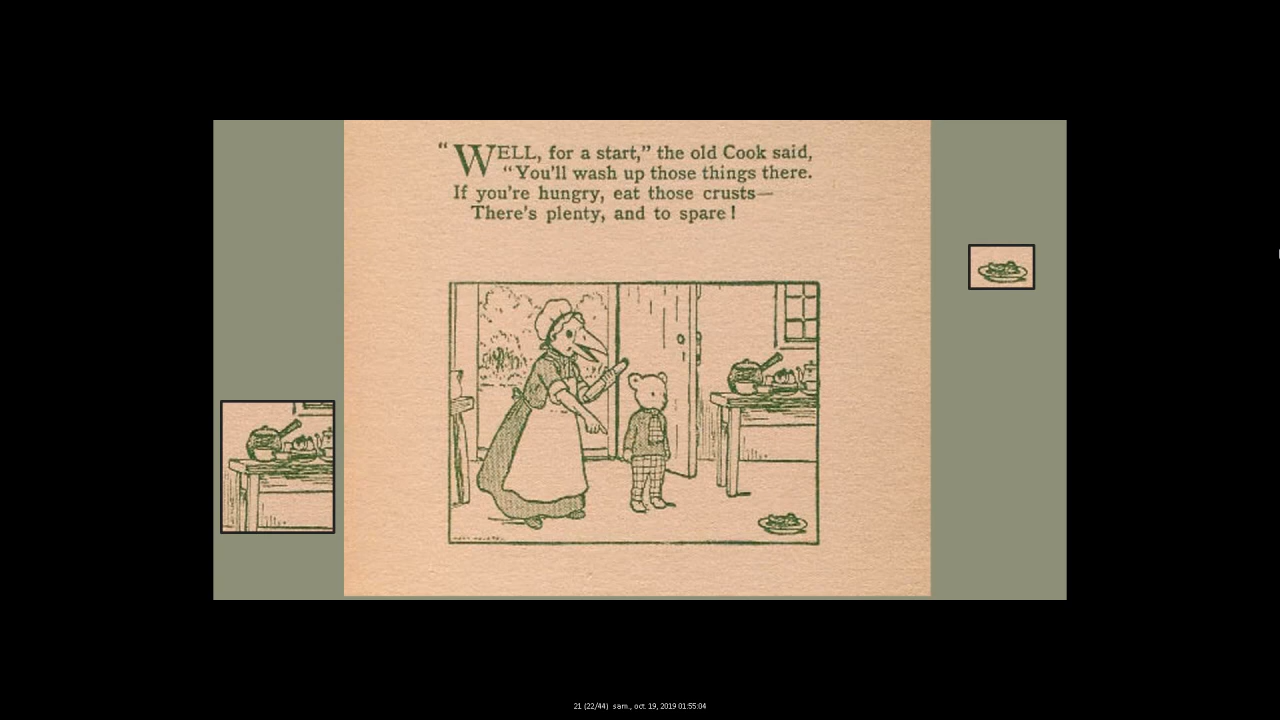 “WELL, for a start,” the old Cook said,
“You'll wash up those things there.
If you're hungry, eat those crusts—
There's plenty, and to spare!
21 (22/44) sam., oct. 19, 2019 01:55:04